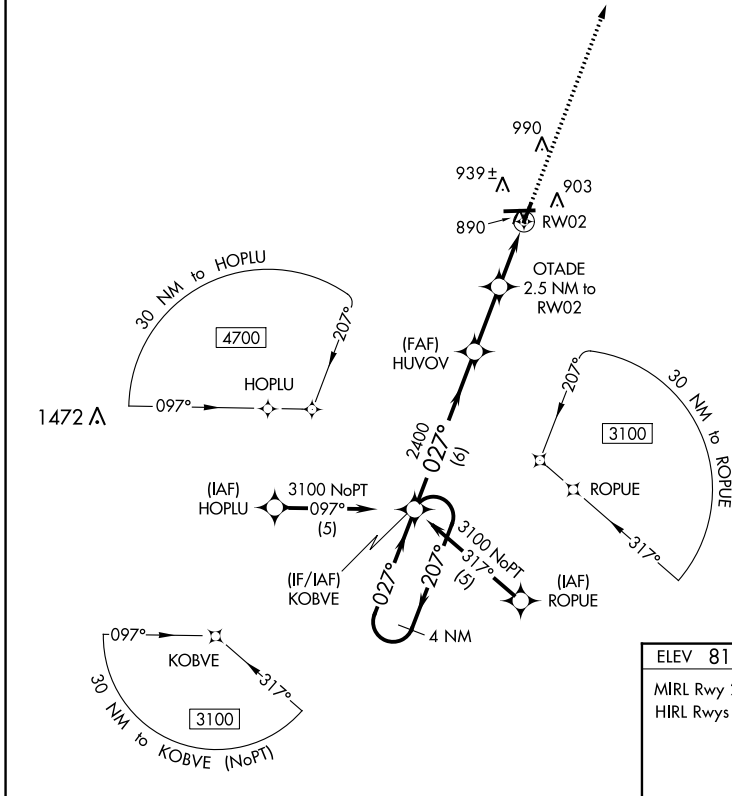 990
939±
903
890
RW02
OTADE
2.5 NM to
RW02
30 NM to HOPLU
207°
4700
HOPLU
097°
1472
(FAF)
HUVOV
2400
027°
(6)
207°
30 NM to ROPUE
3100
ROPUE
317°
(IAF)
HOPLU
3100 NoPT
097°
(5)
3100 NoPT
317°
(5)
(IF/IAF)
KOBVE
027°
207°
(IAF)
ROPUE
4 NM
097°
KOBVE
317°
3100
30 NM to KOBVE (NoPT)
ELEV 81
MIRL Rwy
HIRL Rwys